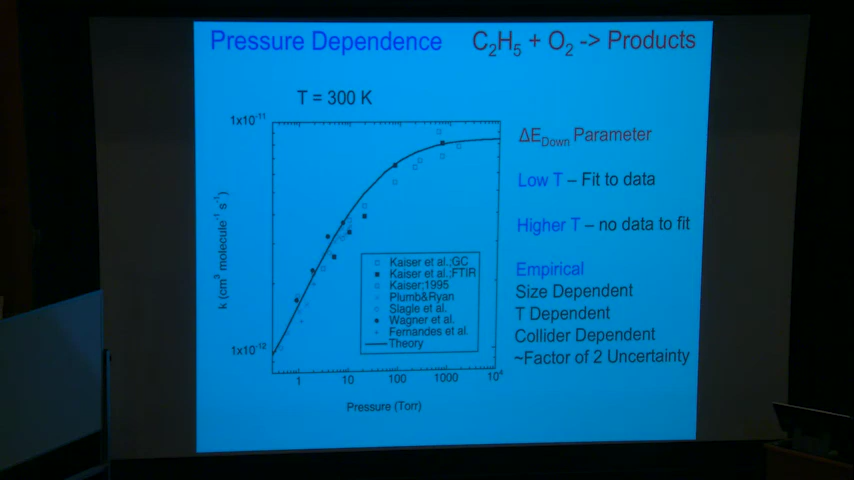 Pressure Dependence C₂H₅ + O₂ -> Products
T = 300 K
1x10⁻¹¹
k (cm³ molecule⁻¹ s⁻¹)
1x10⁻¹²
1 10 100 1000 10⁴
Pressure (Torr)
Kaiser et al.;GC
Kaiser et al.;FTIR
Kaiser;1995
Plumb&Ryan
Slagle et al.
Wagner et al.
Fernandes et al.
Theory
ΔE_Down Parameter
Low T – Fit to data
Higher T – no data to fit
Empirical
Size Dependent
T Dependent
Collider Dependent
~Factor of 2 Uncertainty